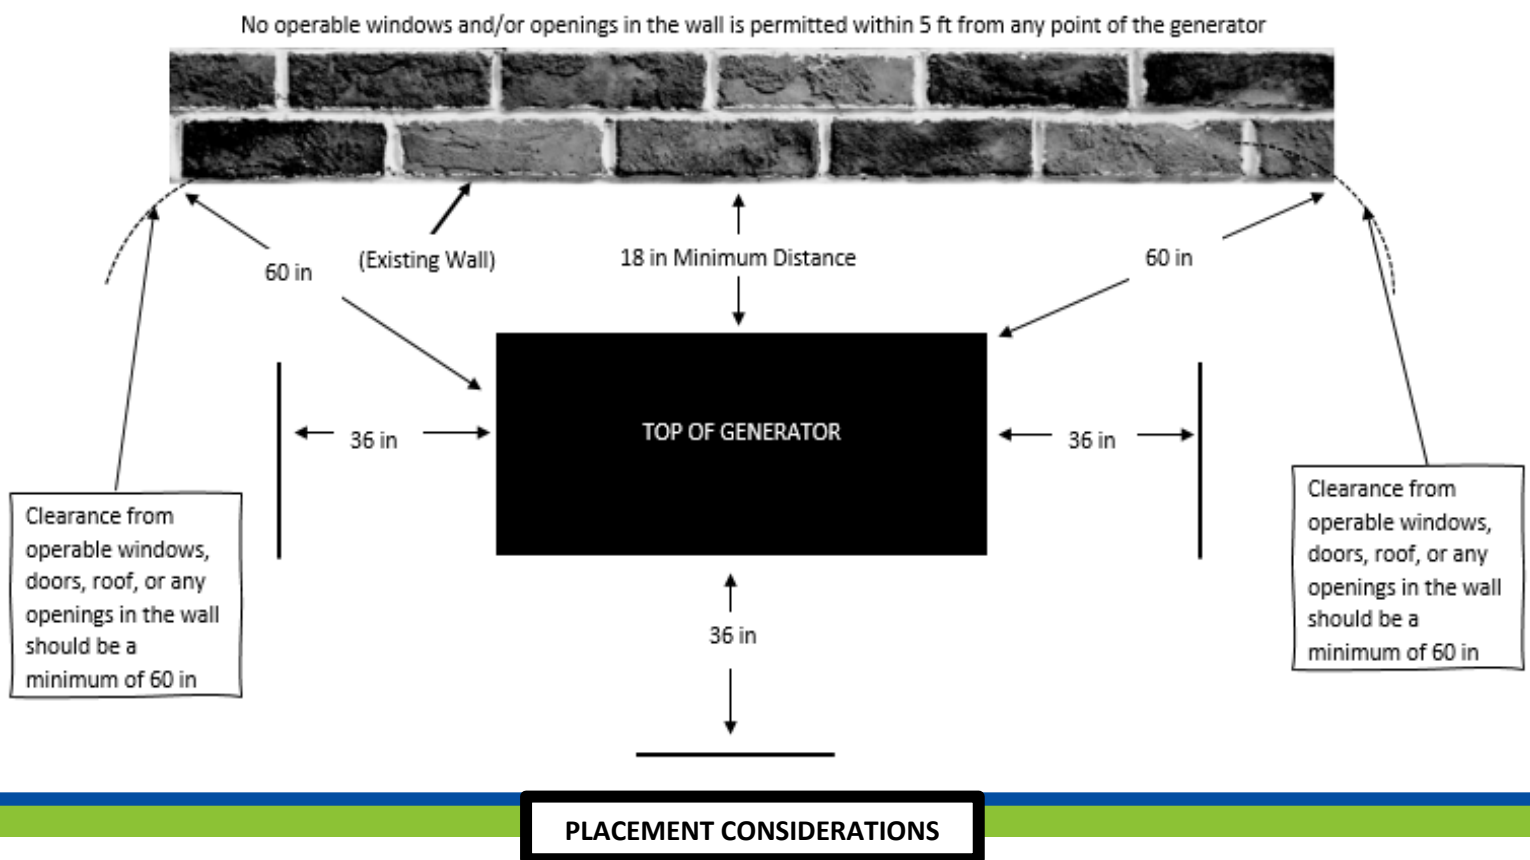 No operable windows and/or openings in the wall is permitted within 5 ft from any point of the generator
60 in
(Existing Wall)
18 in Minimum Distance
60 in
36 in
TOP OF GENERATOR
36 in
Clearance from
operable windows,
doors, roof, or any
openings in the wall
should be a
minimum of 60 in
Clearance from
operable windows,
doors, roof, or any
openings in the wall
should be a
minimum of 60 in
36 in
PLACEMENT CONSIDERATIONS